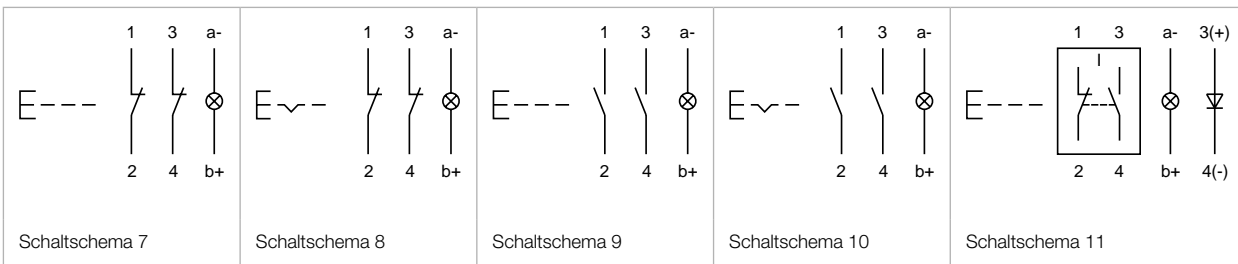 1 3 a- 1 3 a- 1 3 a- 1 3 a- 1 3 a- 3(+)
2 4 b+ 2 4 b+ 2 4 b+ 2 4 b+ 2 4 b+ 4(-)
Schaltschema 7 Schaltschema 8 Schaltschema 9 Schaltschema 10 Schaltschema 11